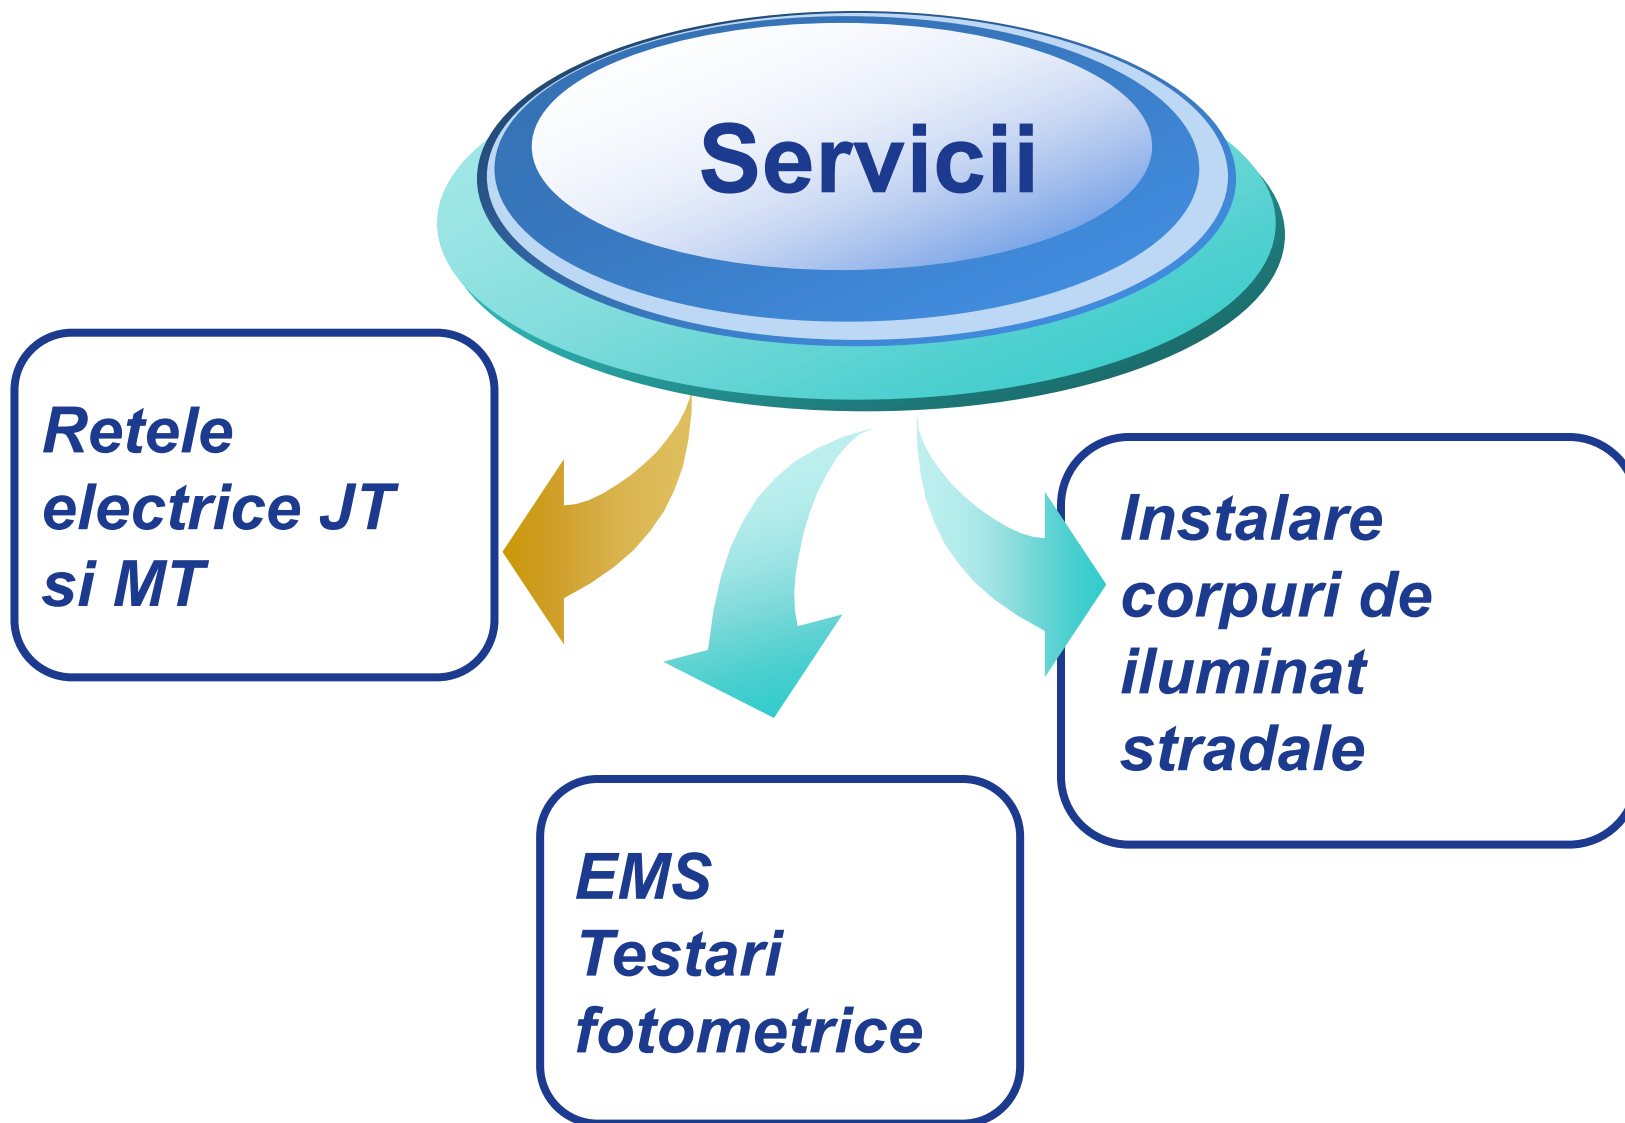 Servicii
Retele
electrice JT
si MT
Instalare
corpuri de
iluminat
stradale
EMS
Testari
fotometrice